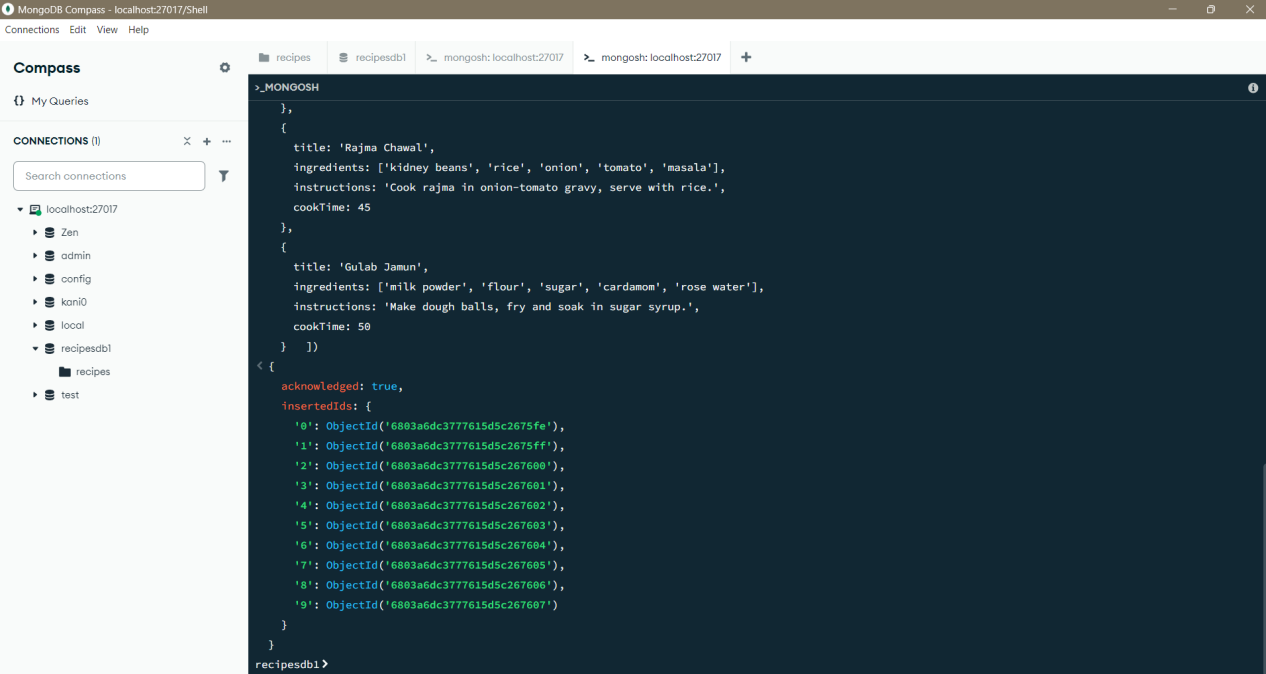 MongoDB Compass - localhost:27017/Shell
Connections Edit View Help
Compass
{} My Queries
CONNECTIONS (1)
Search connections
localhost:27017
Zen
admin
config
kani0
local
recipesdb1
recipes
test
recipes recipesdb1 >_ mongosh: localhost:27017 >_ mongosh: localhost:27017
>_MONGOSH
},
{
title: 'Rajma Chawal',
ingredients: ['kidney beans', 'rice', 'onion', 'tomato', 'masala'],
instructions: 'Cook rajma in onion-tomato gravy, serve with rice.',
cookTime: 45
},
{
title: 'Gulab Jamun',
ingredients: ['milk powder', 'flour', 'sugar', 'cardamom', 'rose water'],
instructions: 'Make dough balls, fry and soak in sugar syrup.',
cookTime: 50
} ])
< {
acknowledged: true,
insertedIds: {
'0': ObjectId('6803a6dc3777615d5c2675fe'),
'1': ObjectId('6803a6dc3777615d5c2675ff'),
'2': ObjectId('6803a6dc3777615d5c267600'),
'3': ObjectId('6803a6dc3777615d5c267601'),
'4': ObjectId('6803a6dc3777615d5c267602'),
'5': ObjectId('6803a6dc3777615d5c267603'),
'6': ObjectId('6803a6dc3777615d5c267604'),
'7': ObjectId('6803a6dc3777615d5c267605'),
'8': ObjectId('6803a6dc3777615d5c267606'),
'9': ObjectId('6803a6dc3777615d5c267607')
}
}
recipesdb1>